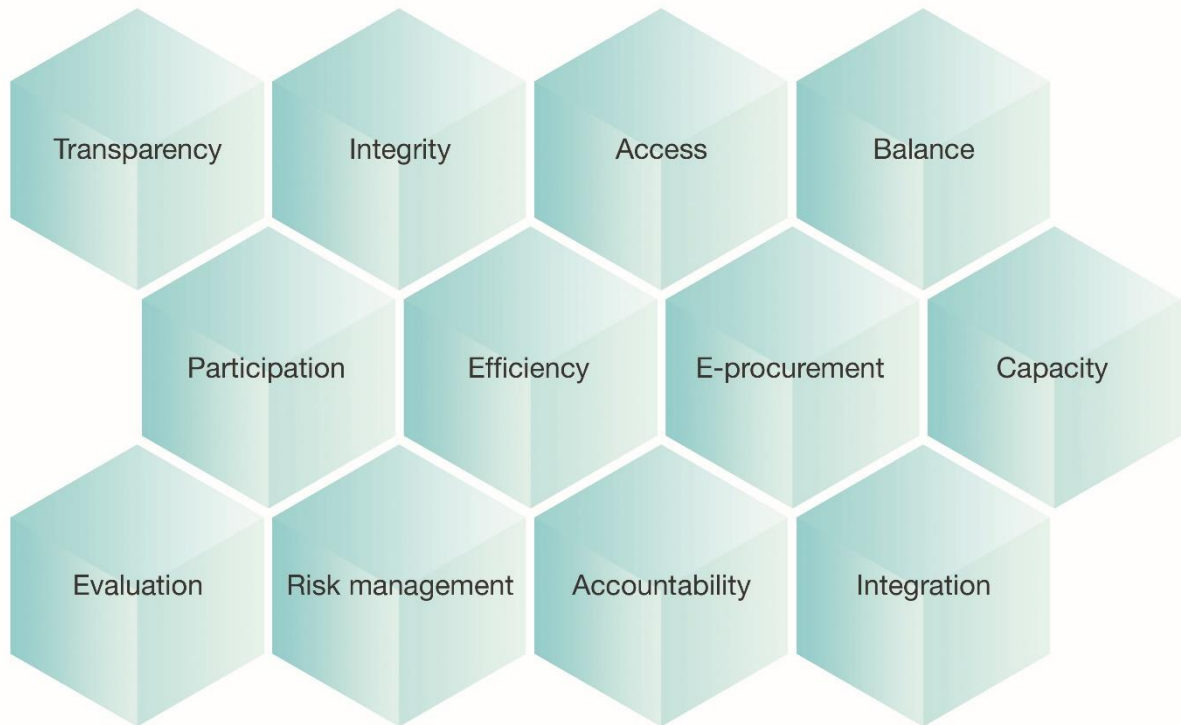 Transparency
Integrity
Access
Balance
Participation
Efficiency
E-procurement
Capacity
Evaluation
Risk management
Accountability
Integration